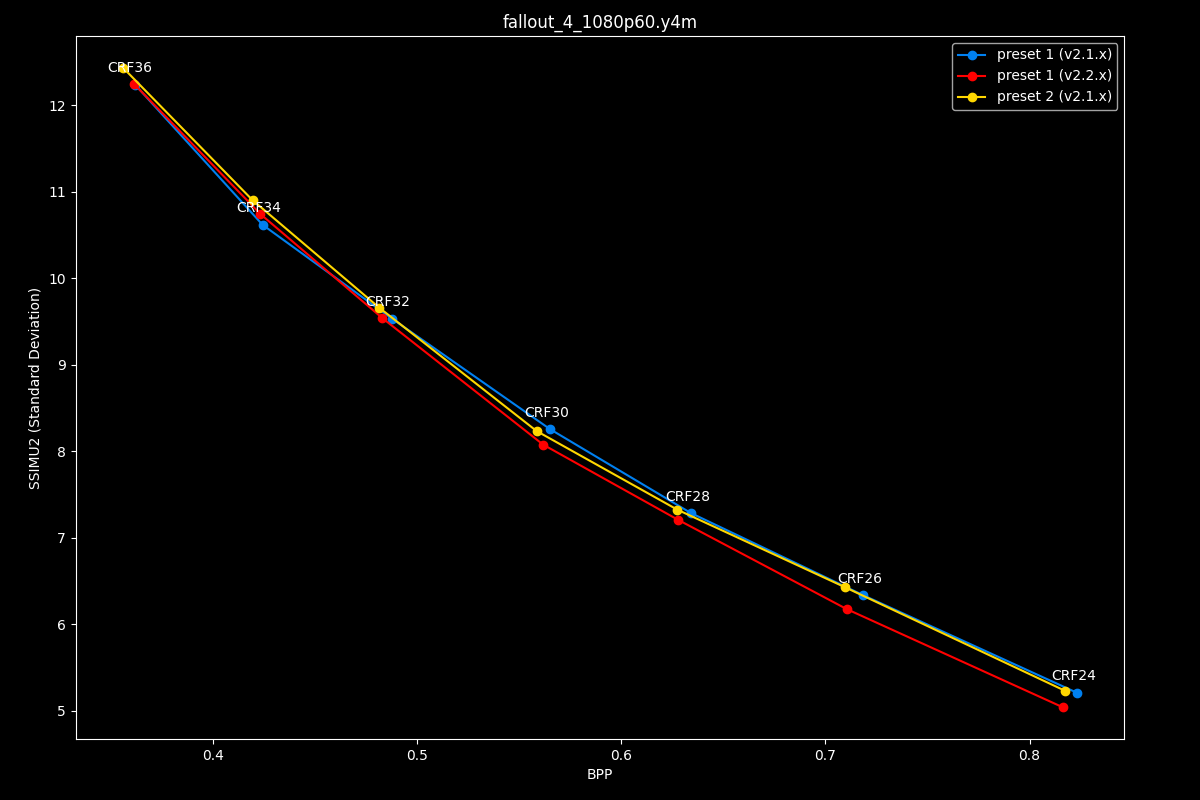 fallout_4_1080p60.y4m
preset 1 (v2.1.x)
preset 1 (v2.2.x)
preset 2 (v2.1.x)
CRF36
CRF34
CRF32
CRF30
CRF28
CRF26
CRF24
SSIMU2 (Standard Deviation)
12
11
10
9
8
7
6
5
0.4
0.5
0.6
0.7
0.8
BPP